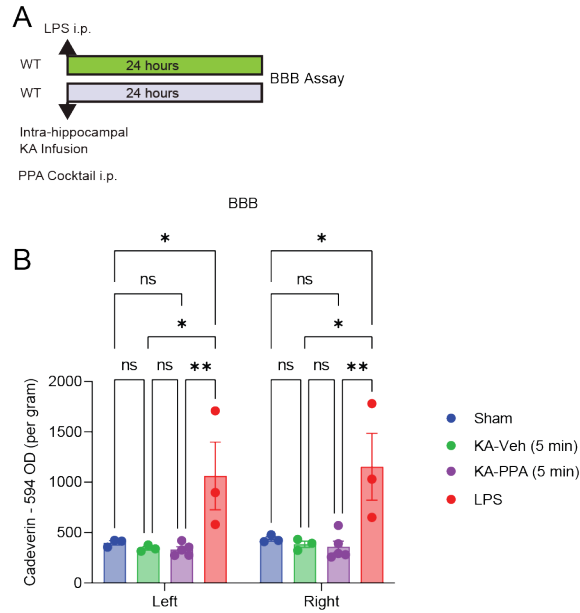 A
LPS i.p.
WT
24 hours
BBB Assay
WT
24 hours
Intra-hippocampal
KA Infusion
PPA Cocktail i.p.
BBB
B
*
*
ns
ns
*
*
ns
ns
**
ns
ns
**
Cadeverin - 594 OD (per gram)
2000
1500
1000
500
0
Left
Right
Sham
KA-Veh (5 min)
KA-PPA (5 min)
LPS